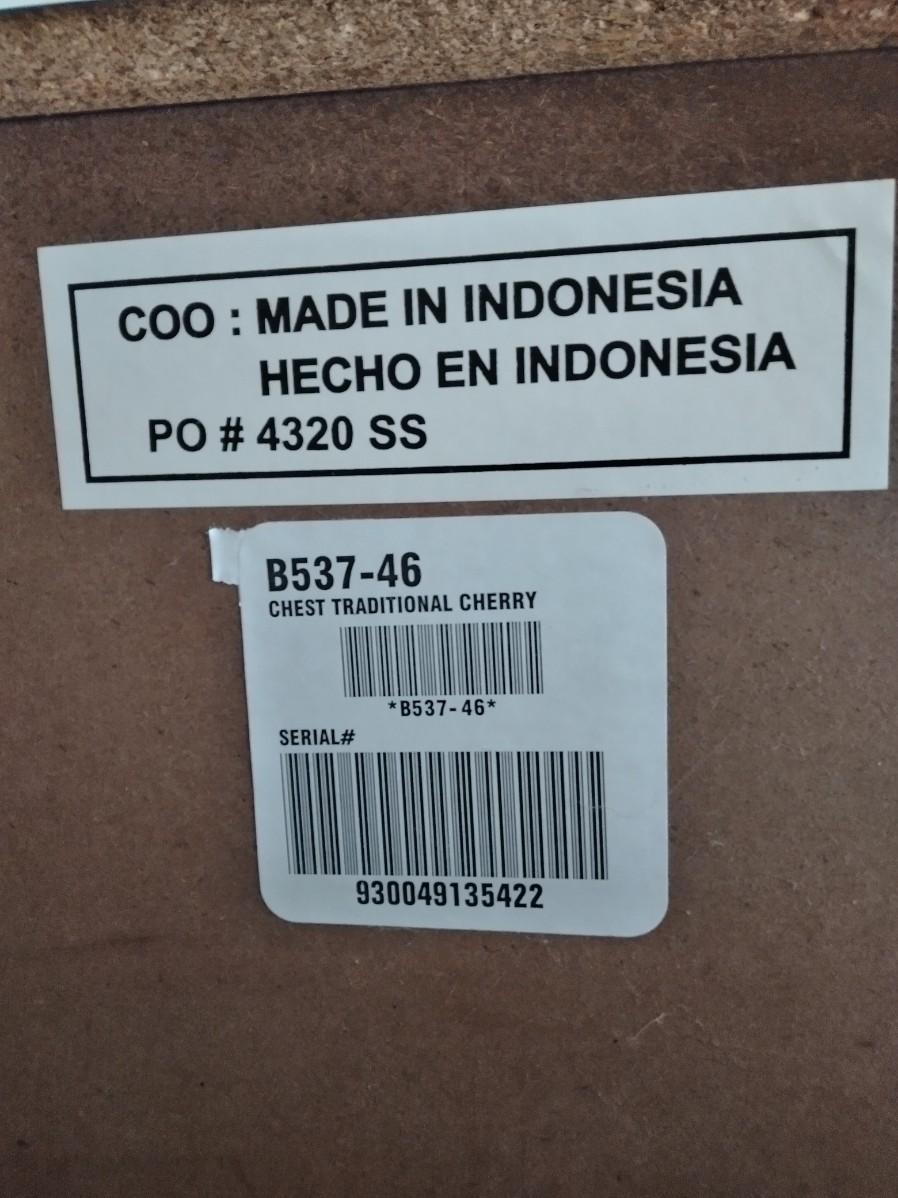 COO : MADE IN INDONESIA
HECHO EN INDONESIA
PO # 4320 SS
B537-46
CHEST TRADITIONAL CHERRY
*B537-46*
SERIAL#
930049135422